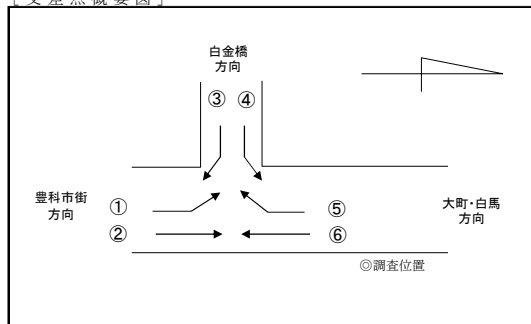 [交差点概要図]
白金橋
方向
③ ④
豊科市街
方向
①
②
⑤
⑥
大町・白馬
方向
◎調査位置